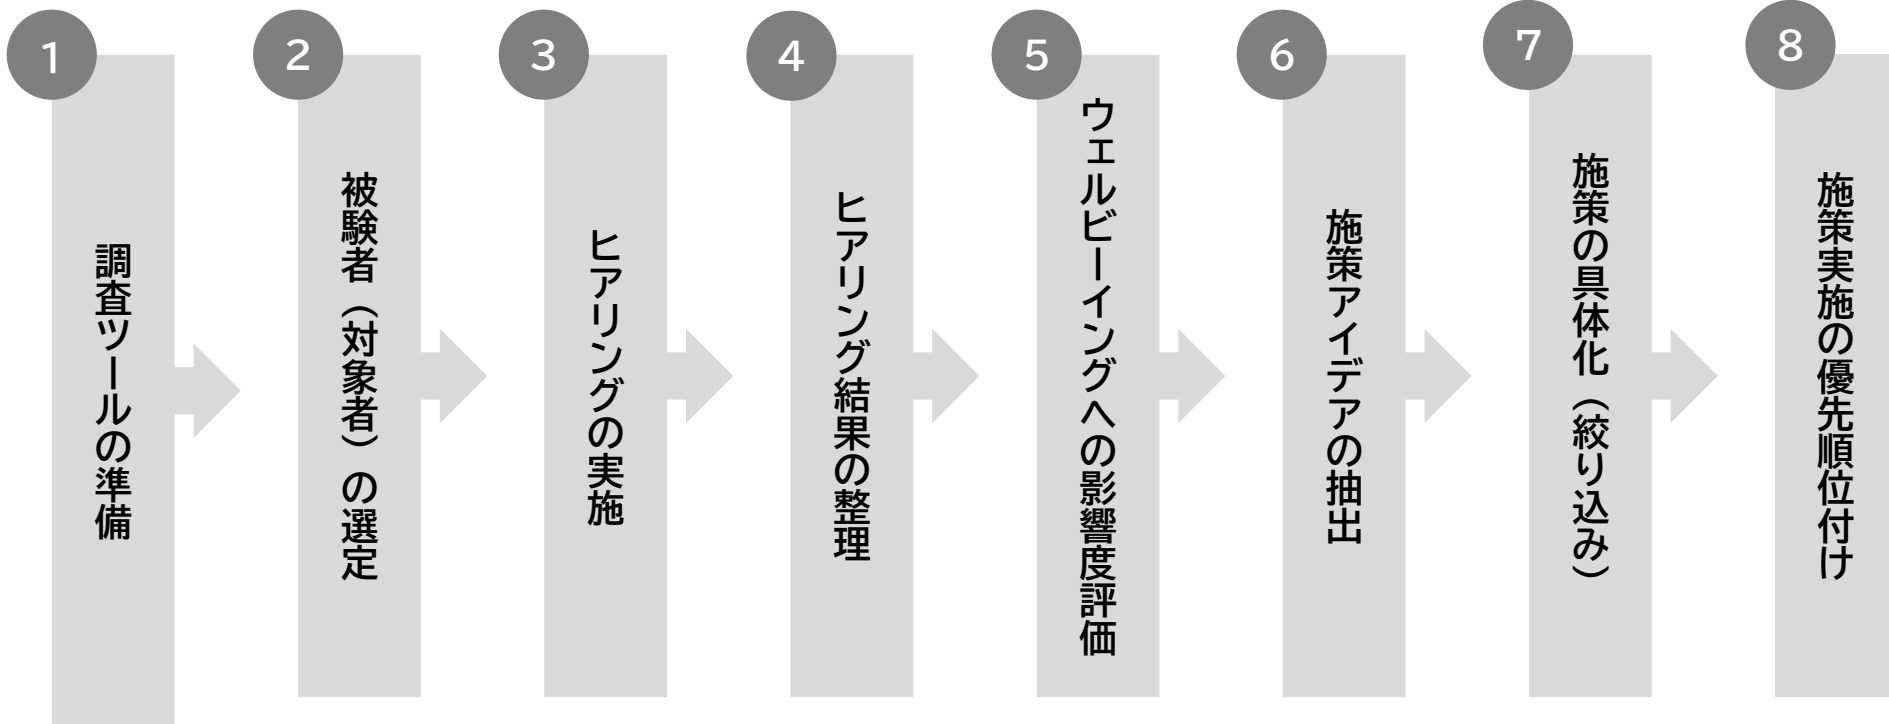 1
調査ツールの準備
2
被験者（対象者）の選定
3
ヒアリングの実施
4
ヒアリング結果の整理
5
ウェルビーイングへの影響度評価
6
施策アイデアの抽出
7
施策の具体化（絞り込み）
8
施策実施の優先順位付け